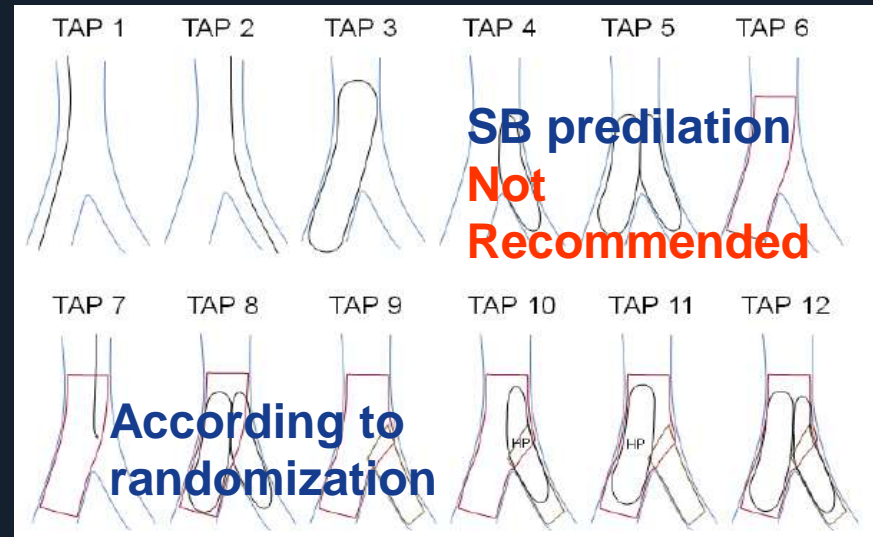 TAP 1 TAP 2 TAP 3 TAP 4 TAP 5 TAP 6
SB predilation
Not
Recommended
TAP 7 TAP 8 TAP 9 TAP 10 TAP 11 TAP 12
According to
randomization
HP HP